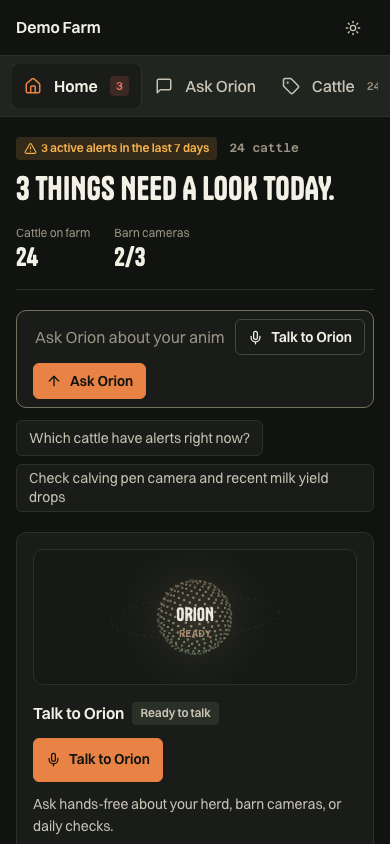 Demo Farm
Home 3 Ask Orion Cattle 24
3 active alerts in the last 7 days 24 cattle
3 THINGS NEED A LOOK TODAY.
Cattle on farm Barn cameras
24 2/3
Ask Orion about your anim Talk to Orion
Ask Orion
Which cattle have alerts right now?
Check calving pen camera and recent milk yield
drops
ORION
READY
Talk to Orion Ready to talk
Talk to Orion
Ask hands-free about your herd, barn cameras, or
daily checks.